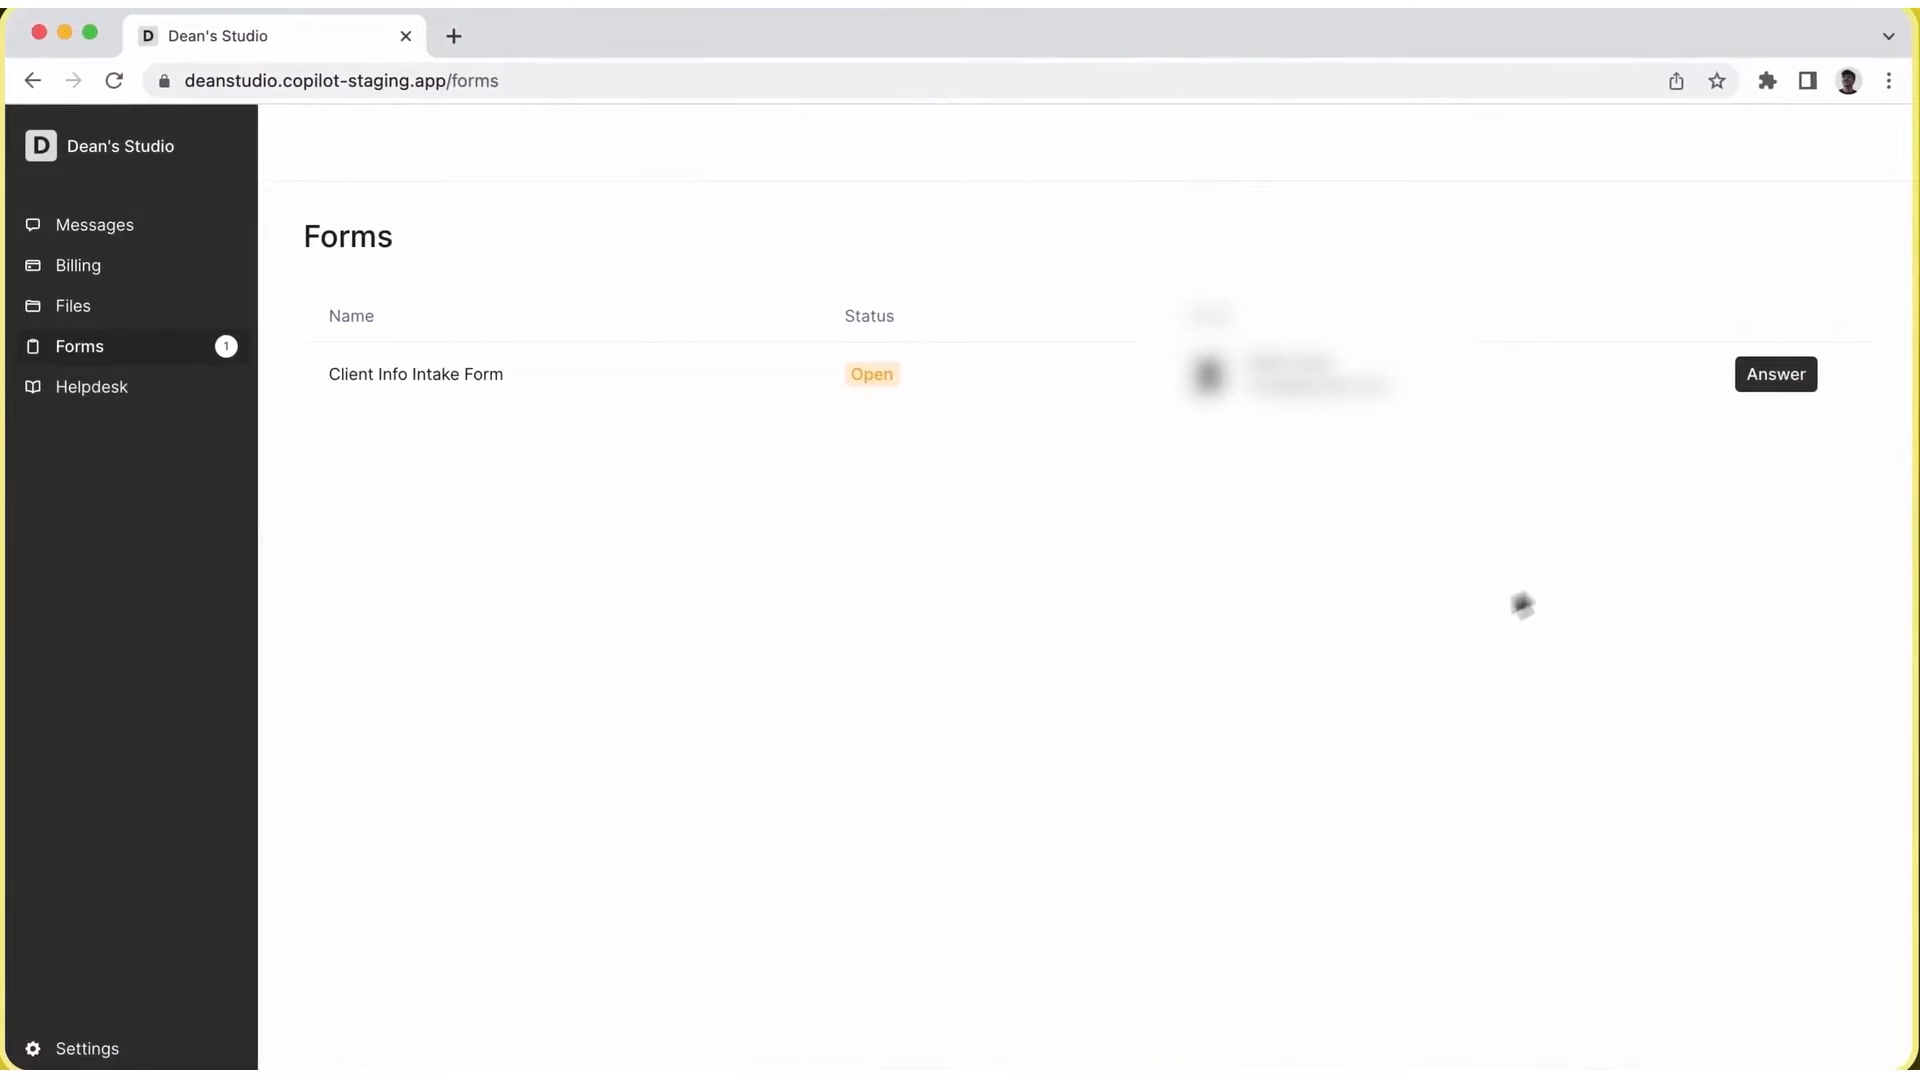 D Dean's Studio
deanstudio.copilot-staging.app/forms
D Dean's Studio
Messages
Billing
Files
Forms 1
Helpdesk
Settings
Forms
Name Status
Client Info Intake Form Open Answer